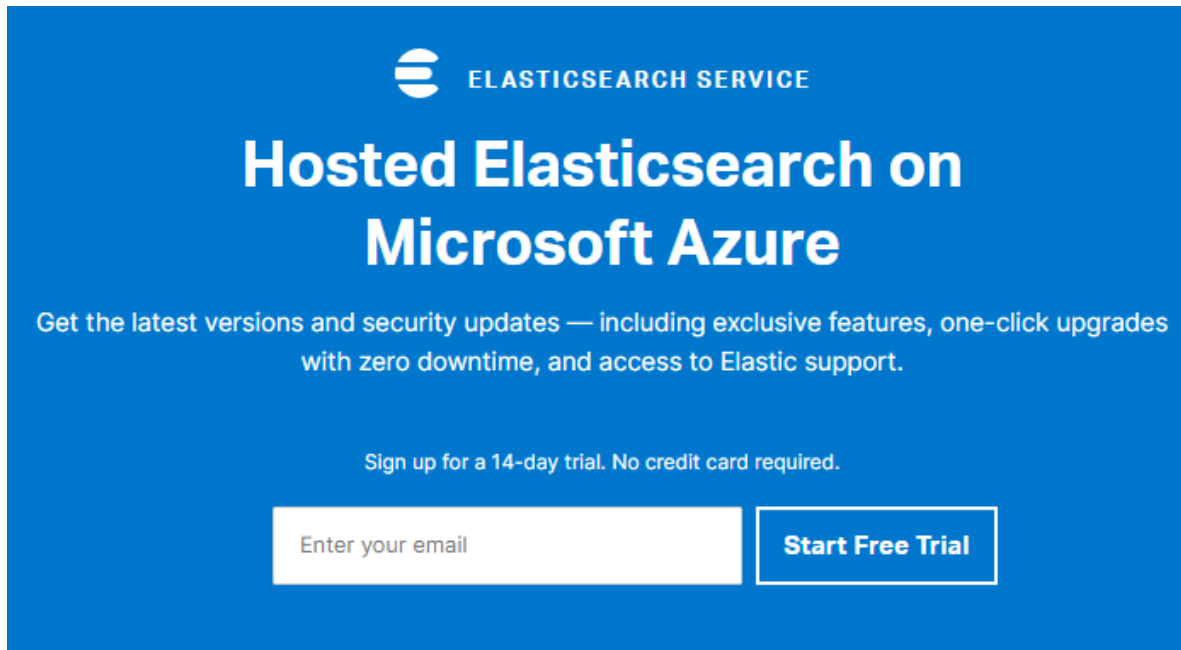 ELASTICSEARCH SERVICE
Hosted Elasticsearch on
Microsoft Azure
Get the latest versions and security updates — including exclusive features, one-click upgrades
with zero downtime, and access to Elastic support.
Sign up for a 14-day trial. No credit card required.
Enter your email
Start Free Trial